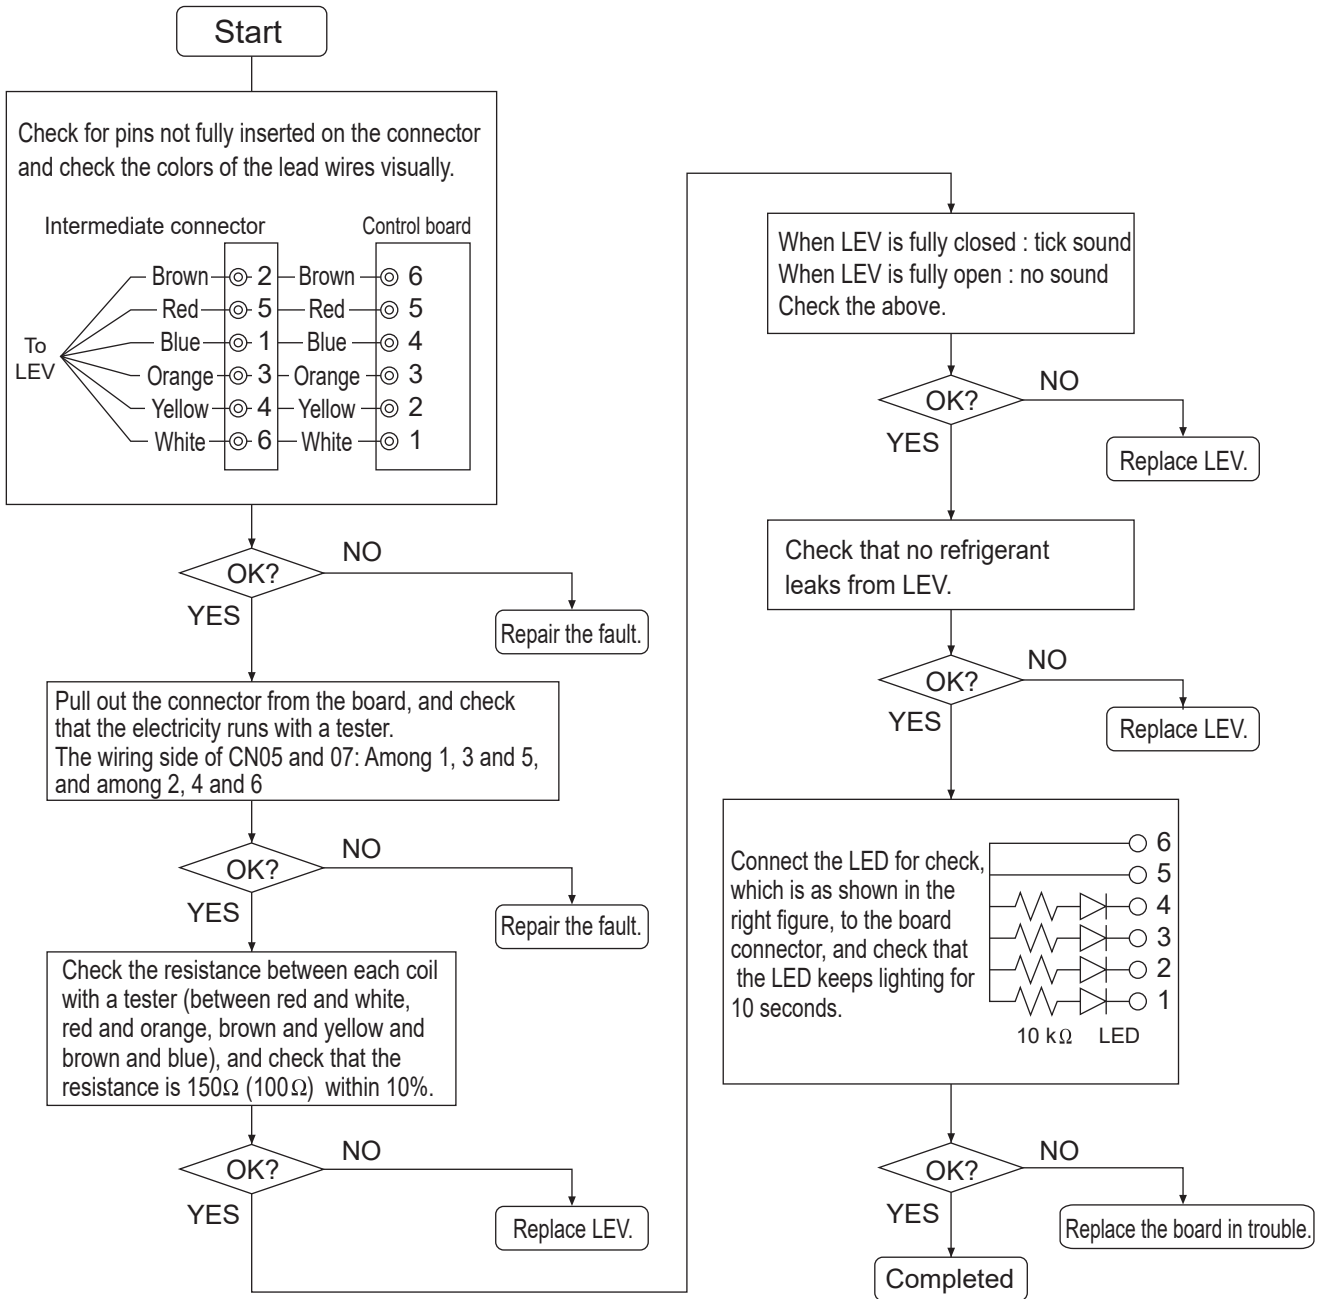 Start
Check for pins not fully inserted on the connector
and check the colors of the lead wires visually.
Intermediate connector
Control board
To
LEV
Brown 2 Brown 6
Red 5 Red 5
Blue 1 Blue 4
Orange 3 Orange 3
Yellow 4 Yellow 2
White 6 White 1
OK?
NO
YES
Repair the fault.
Pull out the connector from the board, and check
that the electricity runs with a tester.
The wiring side of CN05 and 07: Among 1, 3 and 5,
and among 2, 4 and 6
OK?
NO
YES
Repair the fault.
Check the resistance between each coil
with a tester (between red and white,
red and orange, brown and yellow and
brown and blue), and check that the
resistance is 150Ω (100Ω) within 10%.
OK?
NO
YES
Replace LEV.
When LEV is fully closed : tick sound
When LEV is fully open : no sound
Check the above.
OK?
NO
YES
Replace LEV.
Check that no refrigerant
leaks from LEV.
OK?
NO
YES
Replace LEV.
Connect the LED for check,
which is as shown in the
right figure, to the board
connector, and check that
the LED keeps lighting for
10 seconds.
6
5
4
3
2
1
10 kΩ LED
OK?
NO
YES
Replace the board in trouble.
Completed